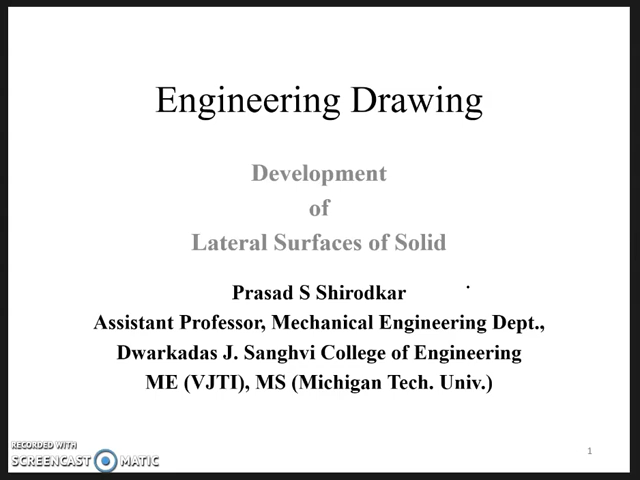 Engineering Drawing
Development
of
Lateral Surfaces of Solid
Prasad S Shirodkar
Assistant Professor, Mechanical Engineering Dept.,
Dwarkadas J. Sanghvi College of Engineering
ME (VJTI), MS (Michigan Tech. Univ.)
RECORDED WITH
SCREENCAST MATIC
1